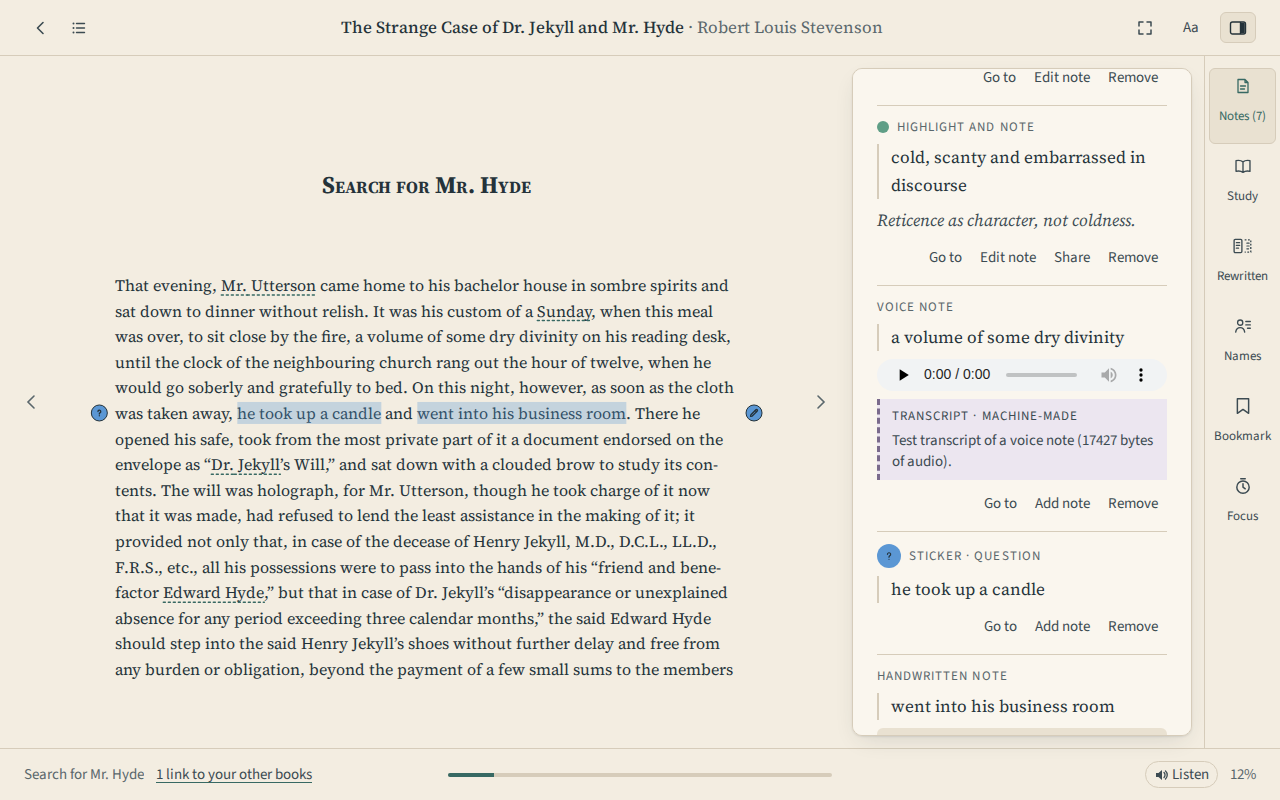 The Strange Case of Dr. Jekyll and Mr. Hyde · Robert Louis Stevenson
Aa
Search for Mr. Hyde
That evening, Mr. Utterson came home to his bachelor house in sombre spirits and
sat down to dinner without relish. It was his custom of a Sunday, when this meal
was over, to sit close by the fire, a volume of some dry divinity on his reading desk,
until the clock of the neighbouring church rang out the hour of twelve, when he
would go soberly and gratefully to bed. On this night, however, as soon as the cloth
? was taken away, he took up a candle and went into his business room. There he
opened his safe, took from the most private part of it a document endorsed on the
envelope as “Dr. Jekyll’s Will,” and sat down with a clouded brow to study its con-
tents. The will was holograph, for Mr. Utterson, though he took charge of it now
that it was made, had refused to lend the least assistance in the making of it; it
provided not only that, in case of the decease of Henry Jekyll, M.D., D.C.L., LL.D.,
F.R.S., etc., all his possessions were to pass into the hands of his “friend and bene-
factor Edward Hyde,” but that in case of Dr. Jekyll’s “disappearance or unexplained
absence for any period exceeding three calendar months,” the said Edward Hyde
should step into the said Henry Jekyll’s shoes without further delay and free from
any burden or obligation, beyond the payment of a few small sums to the members
Go to Edit note Remove
HIGHLIGHT AND NOTE
cold, scanty and embarrassed in
discourse
Reticence as character, not coldness.
Go to Edit note Share Remove
VOICE NOTE
a volume of some dry divinity
0:00 / 0:00
TRANSCRIPT · MACHINE-MADE
Test transcript of a voice note (17427 bytes
of audio).
Go to Add note Remove
? STICKER · QUESTION
he took up a candle
Go to Add note Remove
HANDWRITTEN NOTE
went into his business room
Notes (7)
Study
Rewritten
Names
Bookmark
Focus
Search for Mr. Hyde 1 link to your other books
Listen 12%